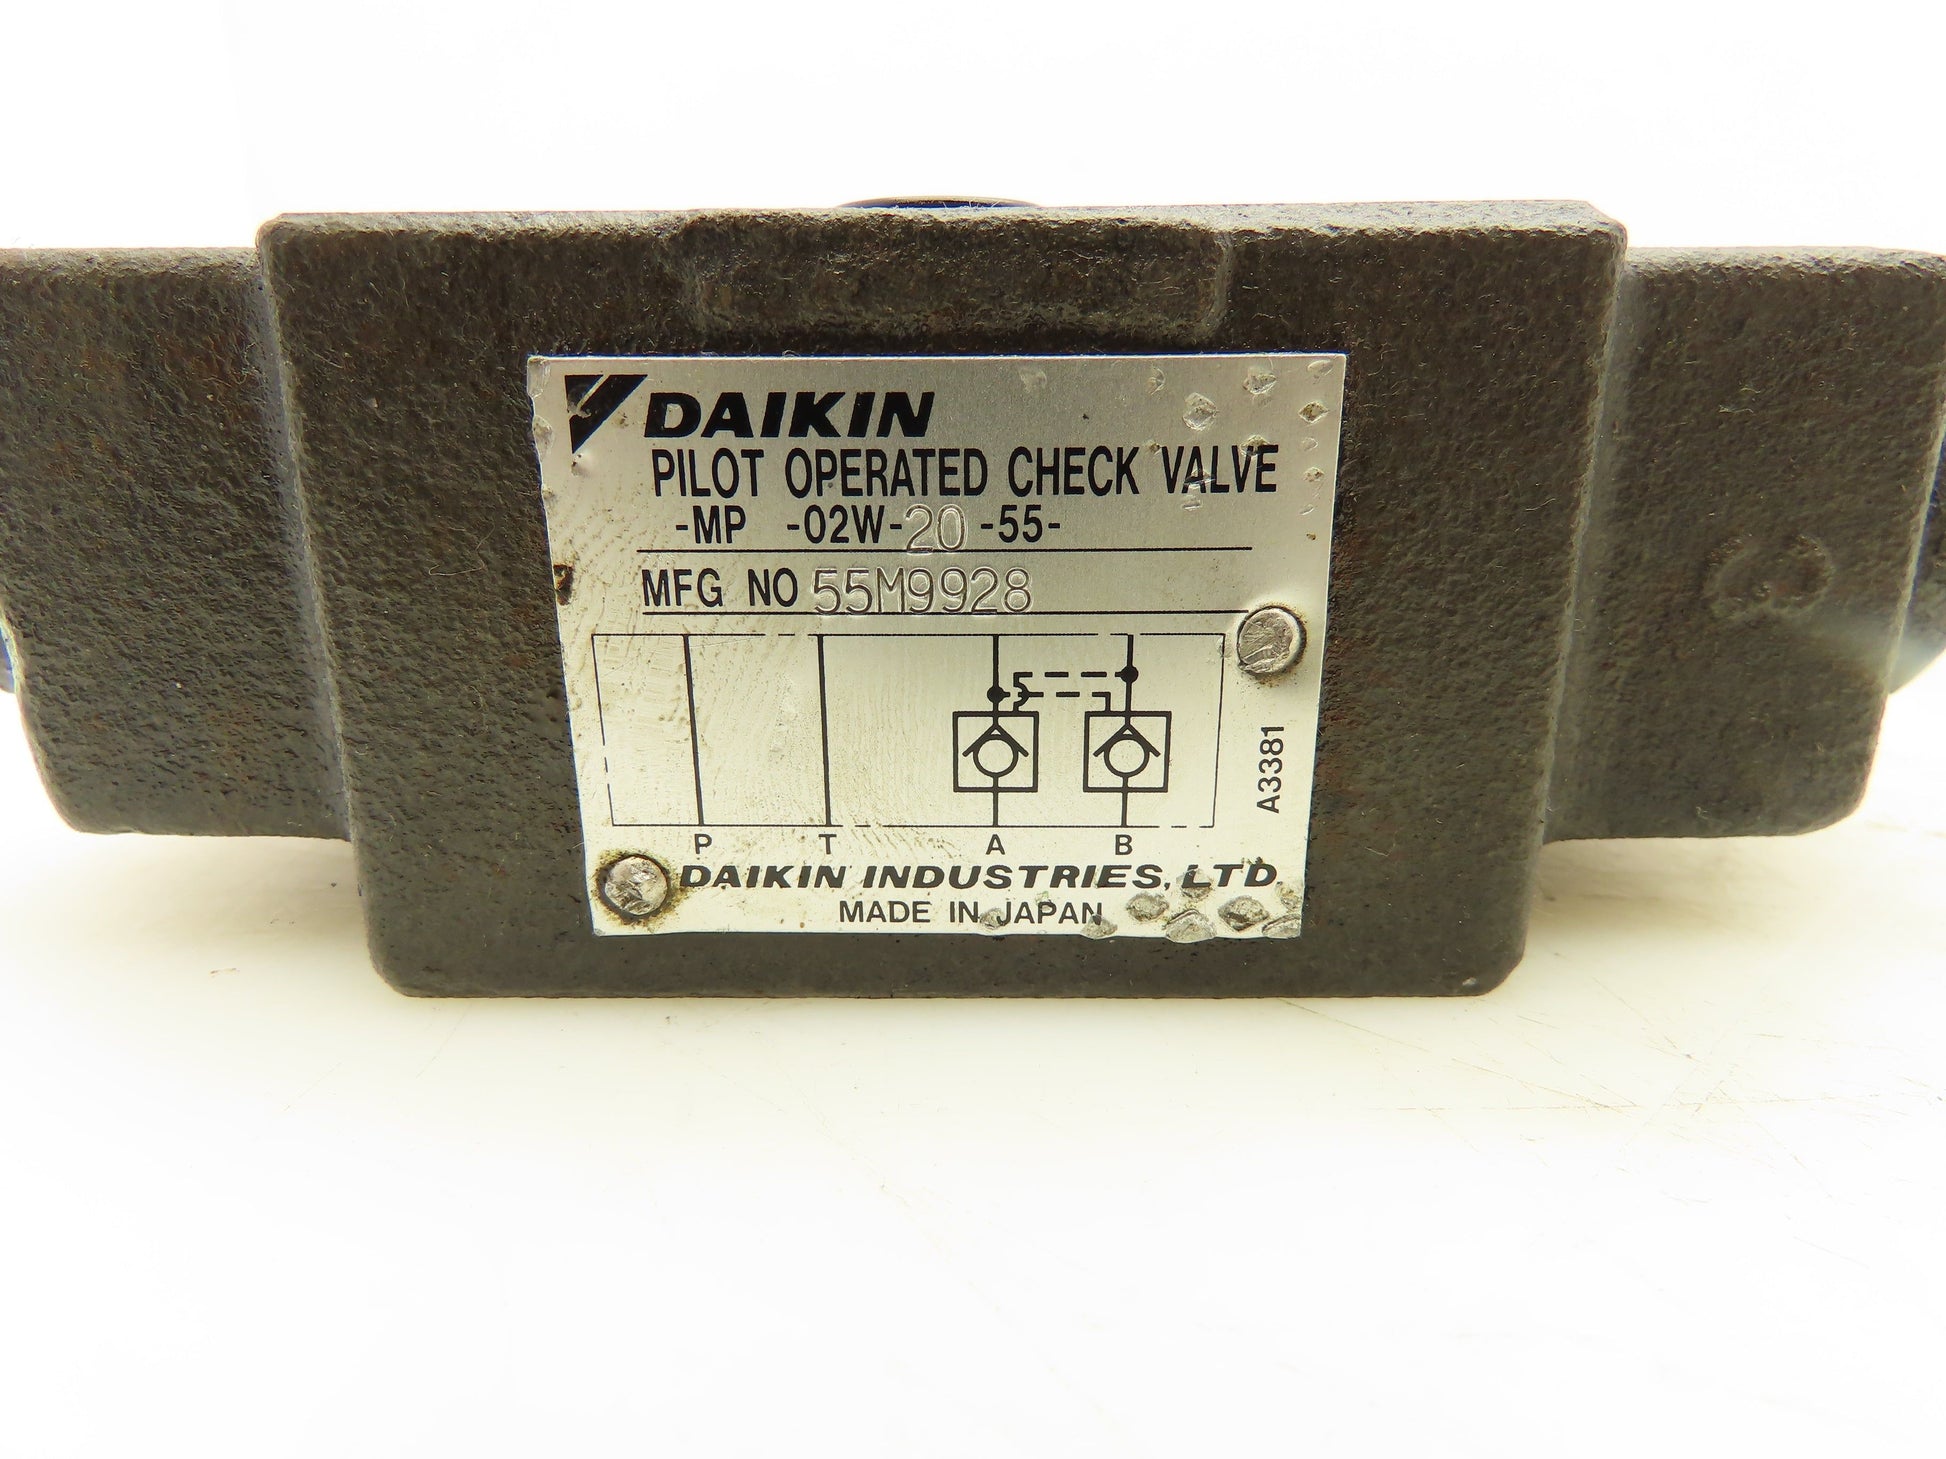 DAIKIN
PILOT OPERATED CHECK VALVE
-MP -02W-20-55-
MFG NO 55M9928
P T A B
A3381
DAIKIN INDUSTRIES, LTD.
MADE IN JAPAN